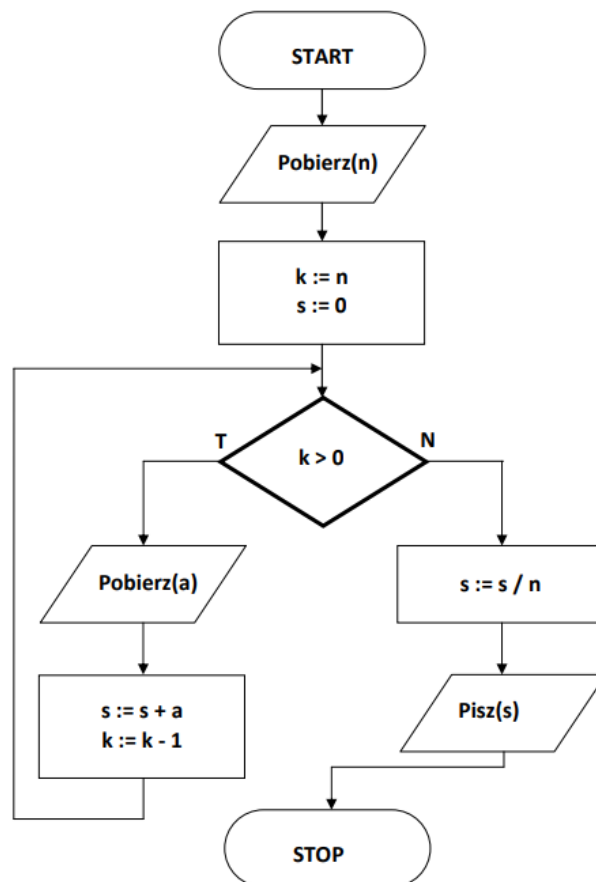 START
Pobierz(n)
k := n
s := 0
T
N
k > 0
Pobierz(a)
s := s / n
s := s + a
k := k - 1
Pisz(s)
STOP